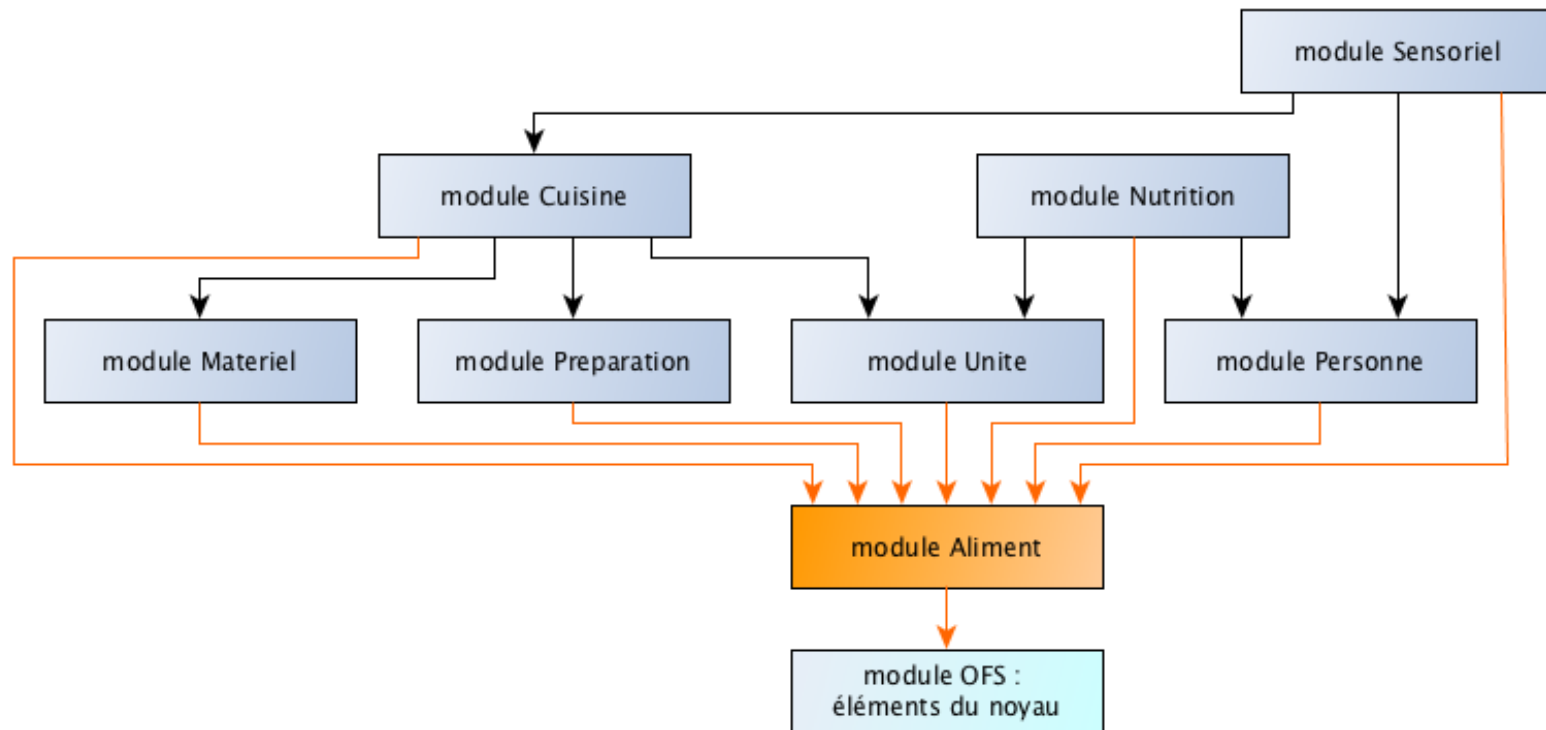 module Sensoriel
module Cuisine
module Nutrition
module Materiel
module Preparation
module Unite
module Personne
module Aliment
module OFS :
éléments du noyau